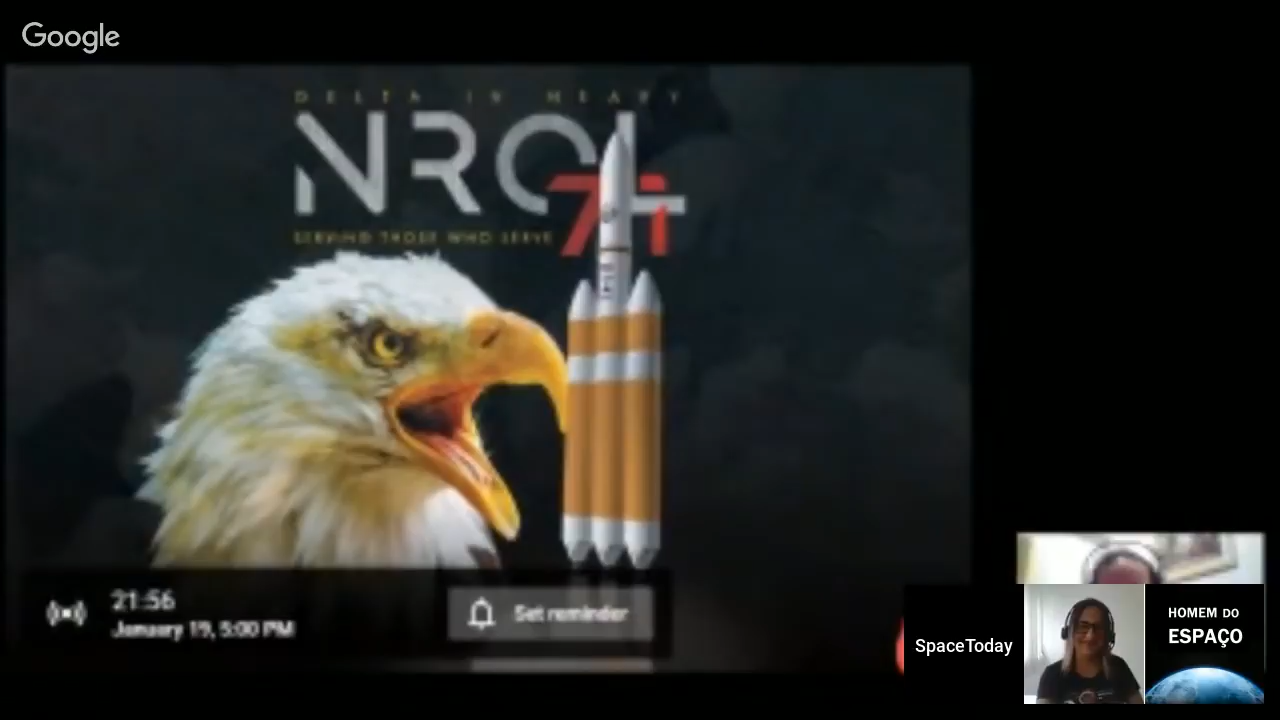 Google
DELTA IV HEAVY
NROL
71
SERVING THOSE WHO SERVE
21:56
January 19, 5:00 PM
Set reminder
SpaceToday
HOMEM DO
ESPAÇO